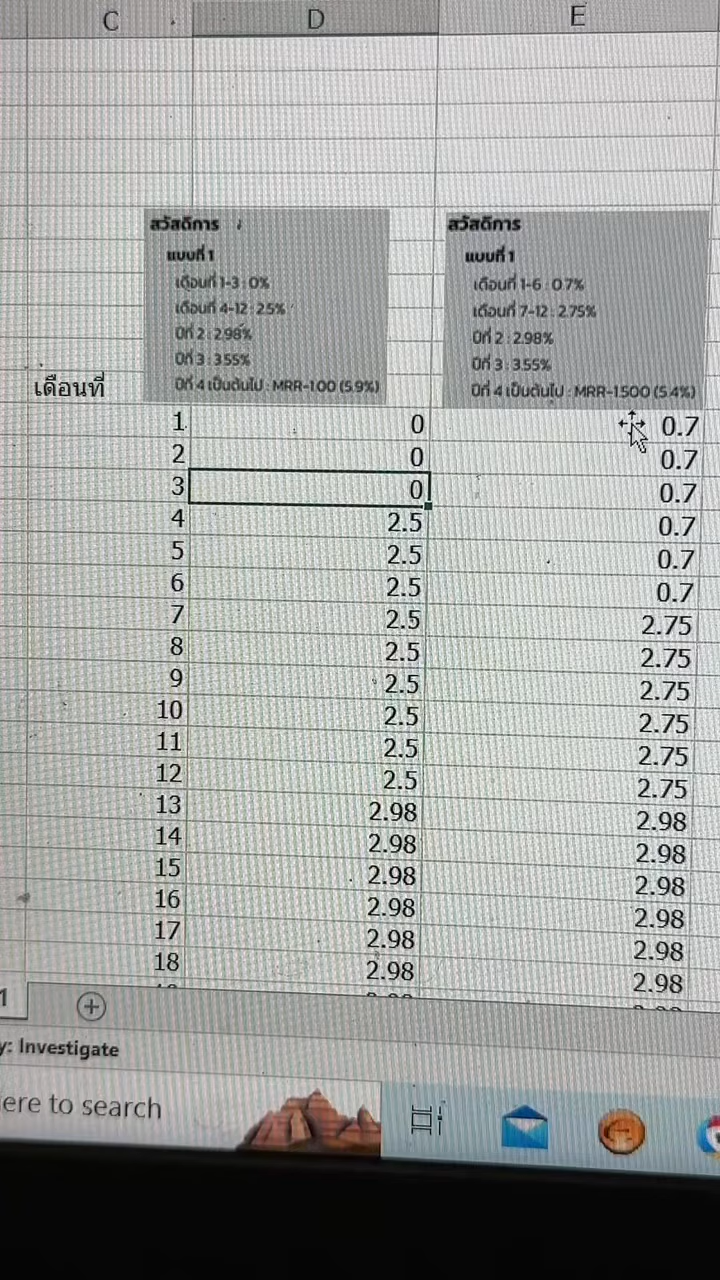 C D E
สวัสดิการ
แบบที่ 1
เดือนที่ 1-3 : 0%
เดือนที่ 4-12 : 2.5%
ปีที่ 2 : 2.98%
ปีที่ 3 : 3.55%
ปีที่ 4 เป็นต้นไป : MRR-1.00 (5.9%)
สวัสดิการ
แบบที่ 1
เดือนที่ 1-6 : 0.7%
เดือนที่ 7-12 : 2.75%
ปีที่ 2 : 2.98%
ปีที่ 3 : 3.55%
ปีที่ 4 เป็นต้นไป : MRR-1.500 (5.4%)
เดือนที่
1 0 0.7
2 0 0.7
3 0 0.7
4 2.5 0.7
5 2.5 0.7
6 2.5 0.7
7 2.5 2.75
8 2.5 2.75
9 2.5 2.75
10 2.5 2.75
11 2.5 2.75
12 2.5 2.75
13 2.98 2.98
14 2.98 2.98
15 2.98 2.98
16 2.98 2.98
17 2.98 2.98
18 2.98 2.98
1
y: Investigate
ere to search